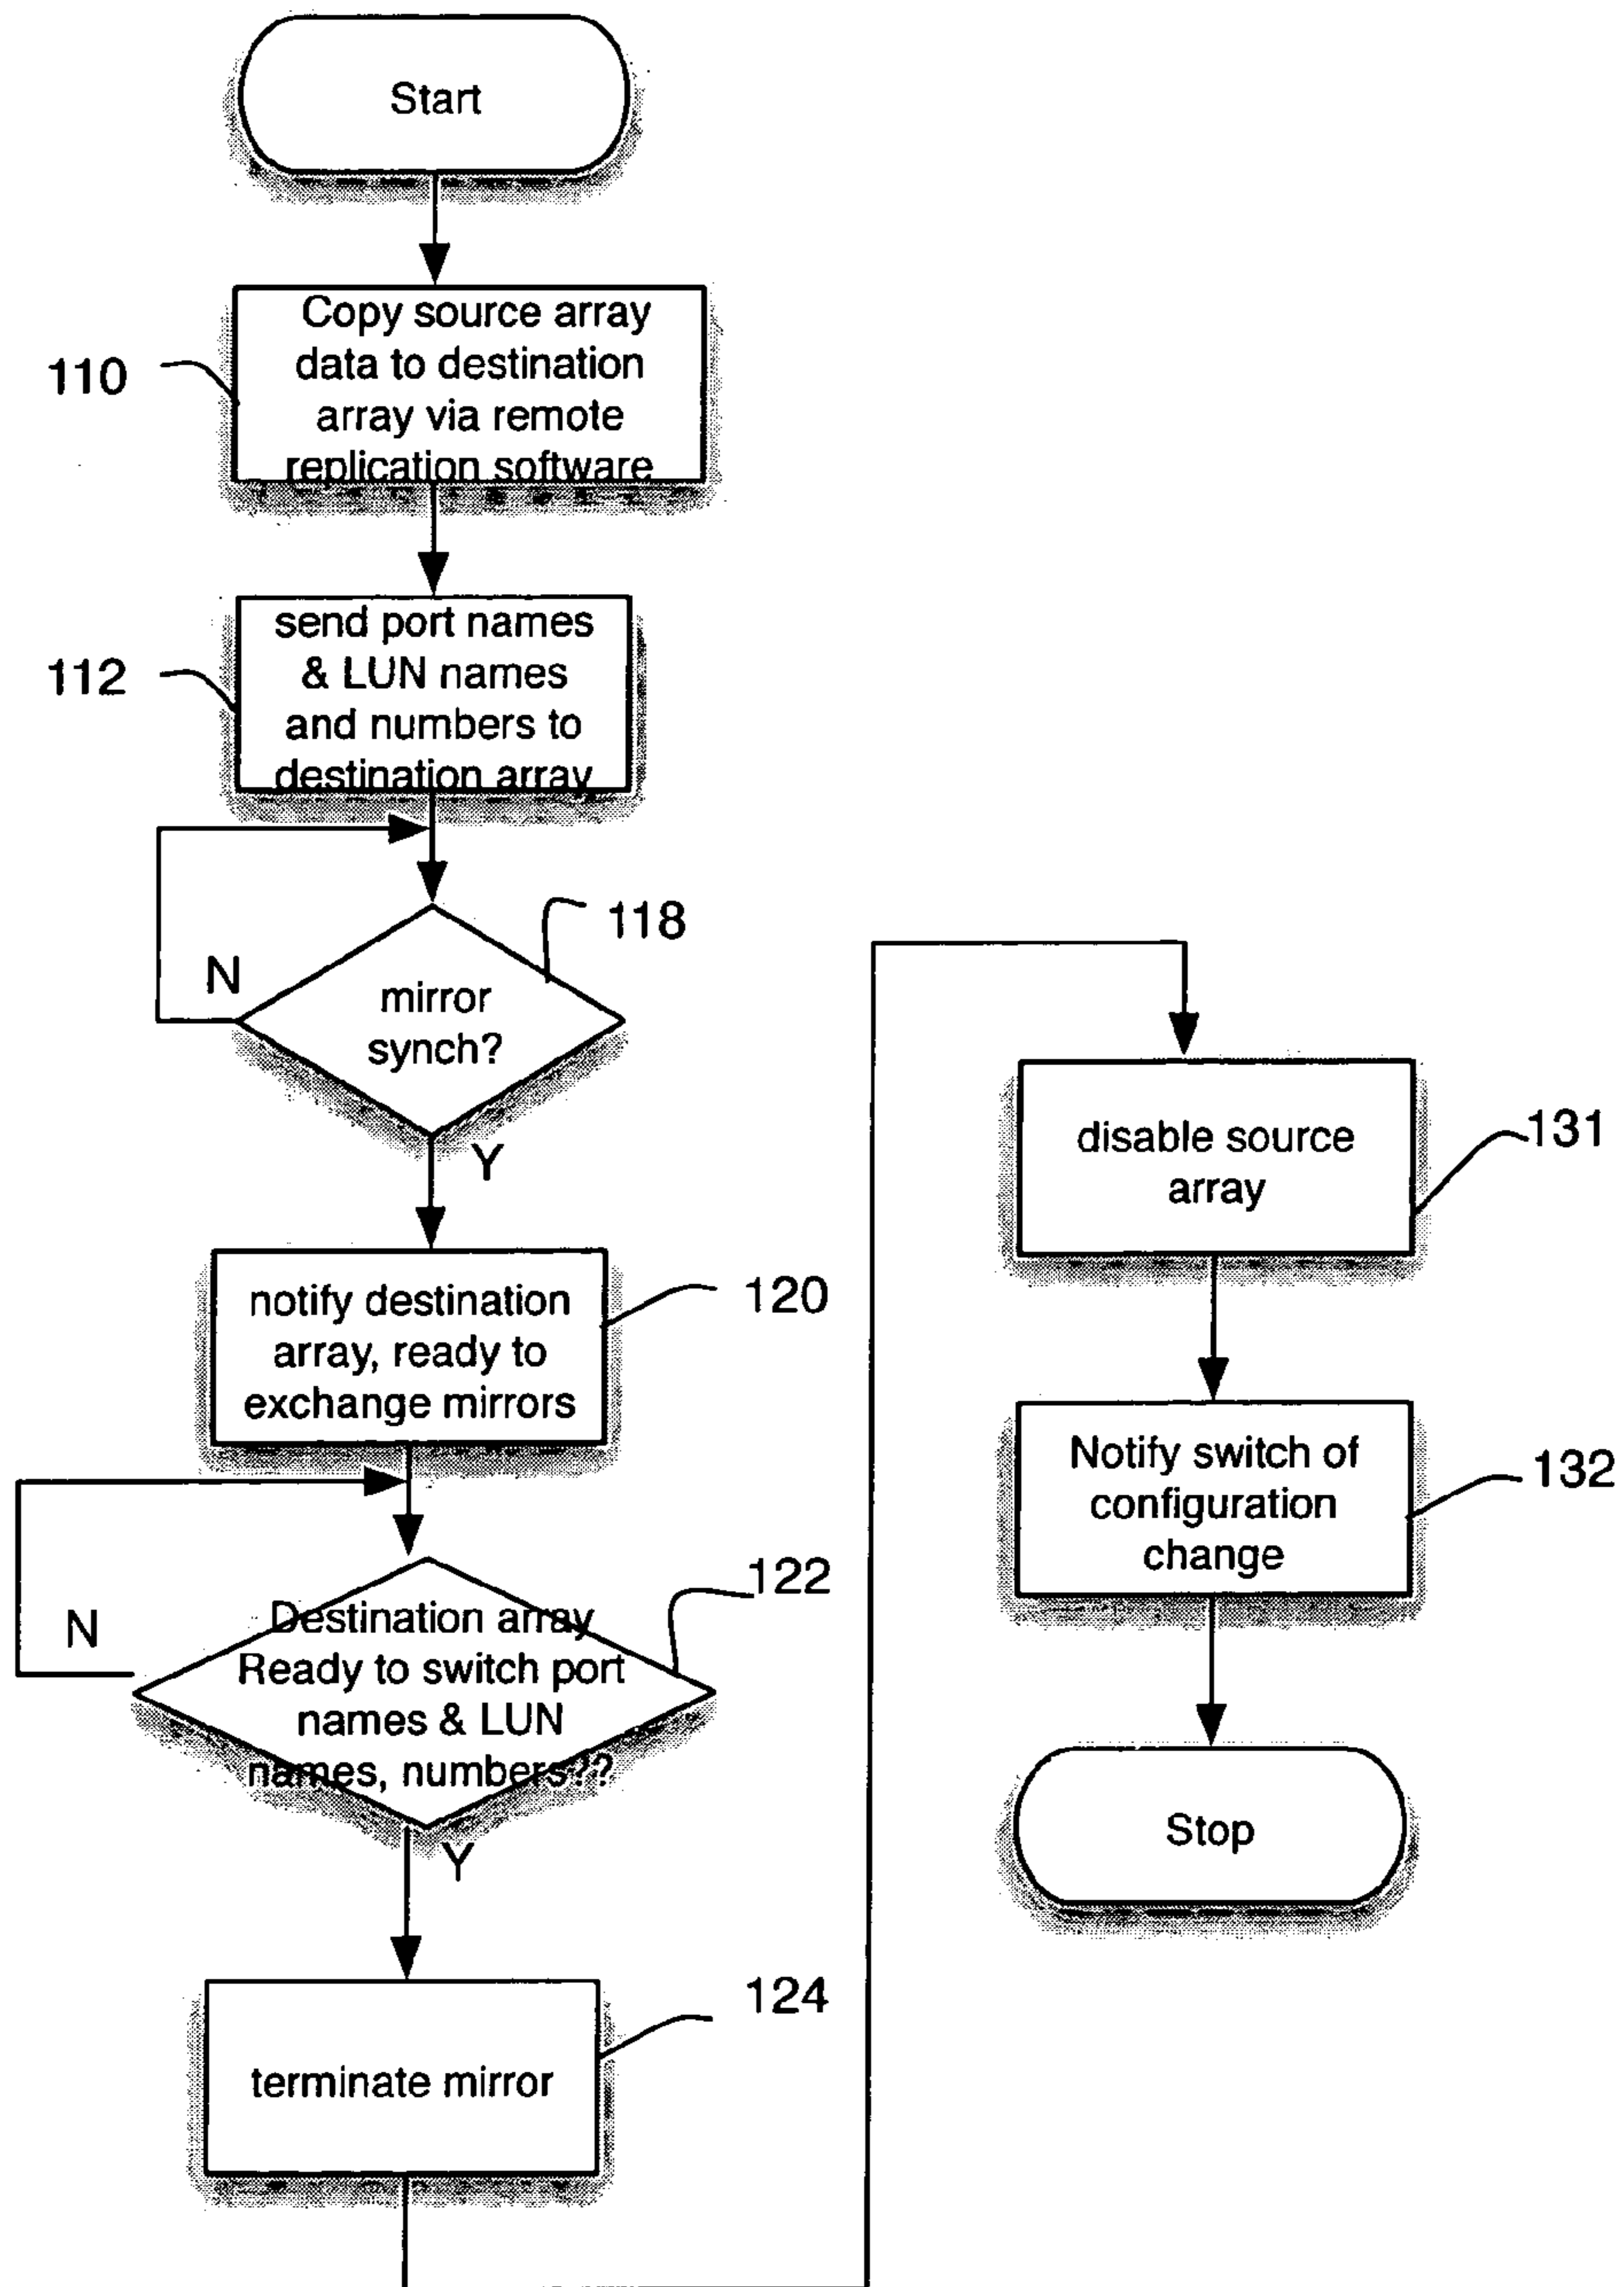 Start
110
Copy source array
data to destination
array via remote
replication software
112
send port names
& LUN names
and numbers to
destination array
118
N
mirror
synch?
Y
120
notify destination
array, ready to
exchange mirrors
122
N
Destination array
Ready to switch port
names & LUN
names, numbers??
Y
124
terminate mirror
disable source
array
131
Notify switch of
configuration
change
132
Stop